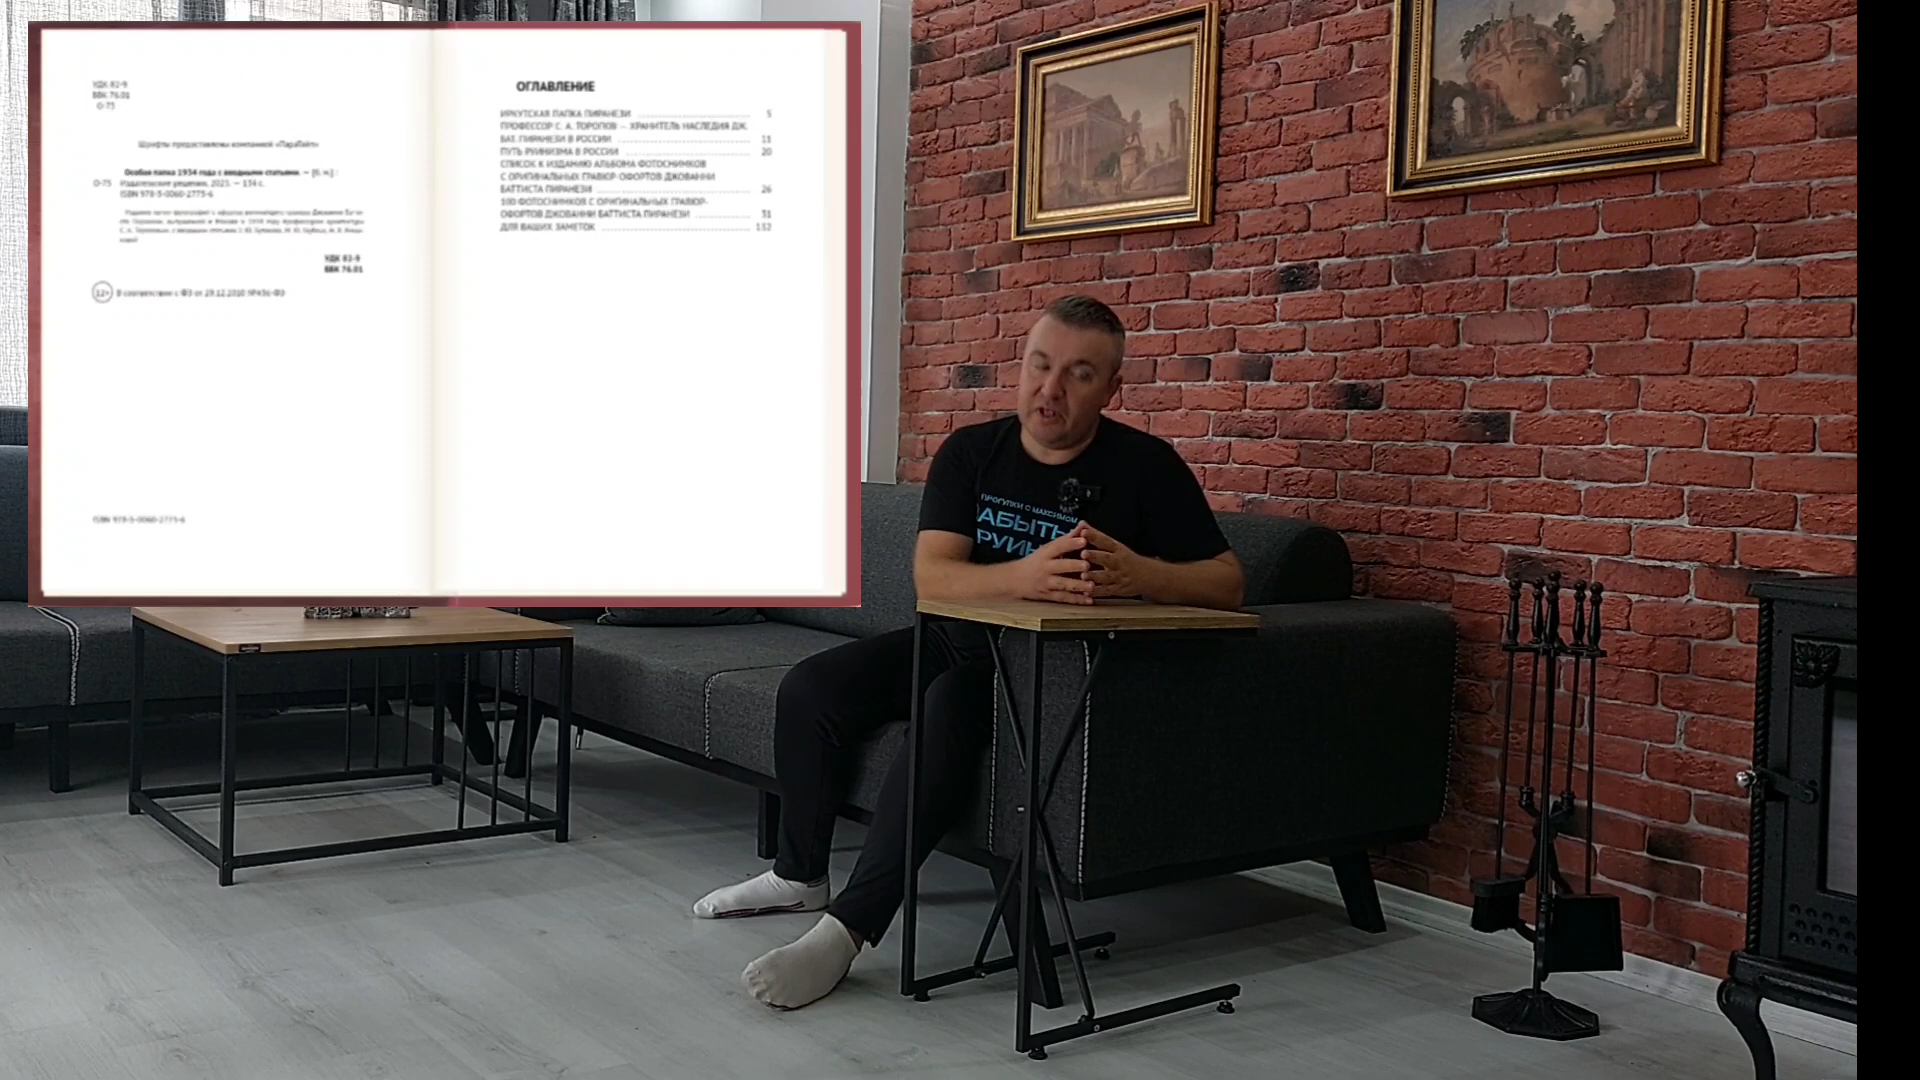 УДК 82-9
ББК 76.01
О-75
Шрифты предоставлены компанией «ПараТайп»
Особая папка 1934 года с вводными статьями. — [б. м.] :
О-75 Издательские решения, 2025. — 134 с.
ISBN 978-5-0060-2775-6
УДК 82-9
ББК 76.01
12+ В соответствии с ФЗ от 29.12.2010 №436-ФЗ
ISBN 978-5-0060-2775-6
ОГЛАВЛЕНИЕ
ИРКУТСКАЯ ПАПКА ПИРАНЕЗИ 5
ПРОФЕССОР С. А. ТОРОПОВ — ХРАНИТЕЛЬ НАСЛЕДИЯ ДЖ.
БАТ. ПИРАНЕЗИ В РОССИИ 11
ПУТЬ РУИНИЗМА В РОССИИ 20
СПИСОК К ИЗДАНИЮ АЛЬБОМА ФОТОСНИМКОВ
С ОРИГИНАЛЬНЫХ ГРАВЮР-ОФОРТОВ ДЖОВАННИ
БАТТИСТА ПИРАНЕЗИ 26
100 ФОТОСНИМКОВ С ОРИГИНАЛЬНЫХ ГРАВЮР-
ОФОРТОВ ДЖОВАННИ БАТТИСТА ПИРАНЕЗИ 31
ДЛЯ ВАШИХ ЗАМЕТОК 132
ПРОГУЛКИ С МАКСИМОМ
АБЫТЫ
РУИН